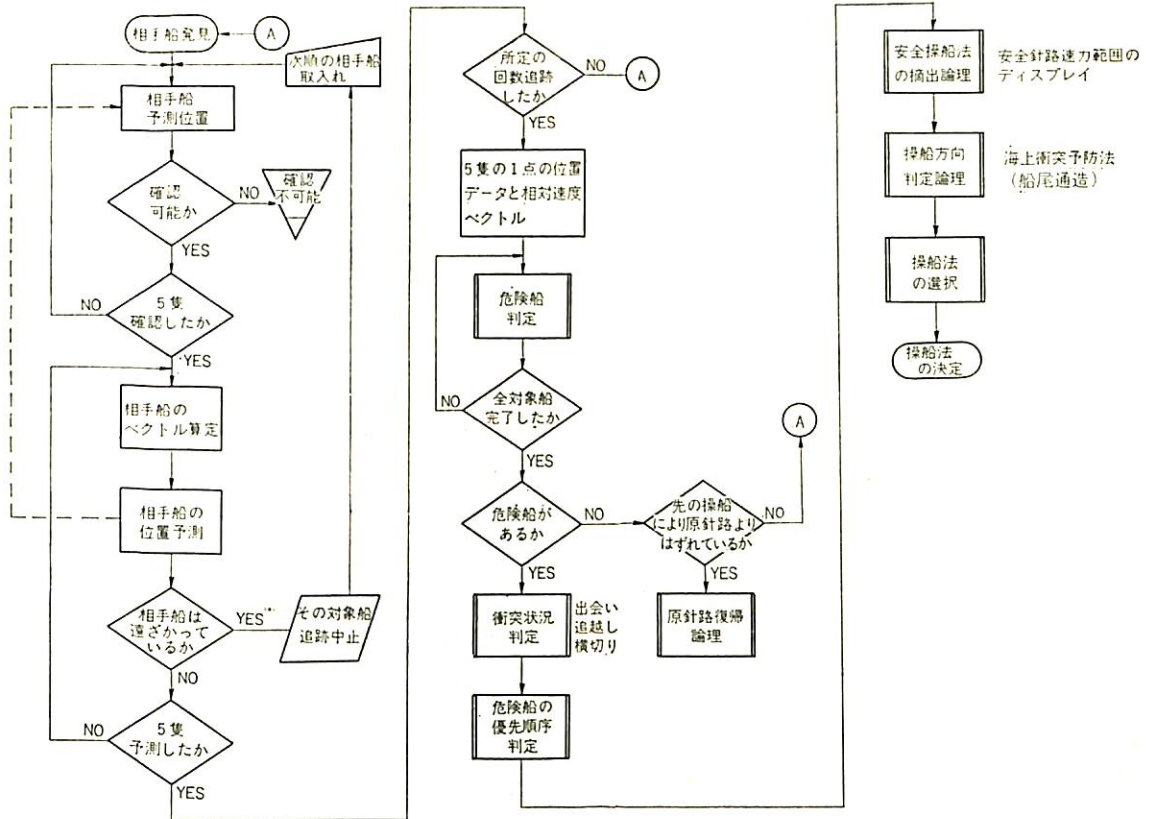 相手船発見
A
次順の相手船
取入れ
相手船
予測位置
確認
可能か
NO
確認
不可能
YES
5隻
確認したか
NO
YES
相手船の
ベクトル算定
相手船の
位置予測
相手船は
遠ざかって
いるか
YES
その対象船
追跡中止
NO
5隻
予測したか
NO
YES
所定の
回数追跡
したか
NO
A
YES
5隻の1点の位置
データと相対速度
ベクトル
危険船
判定
全対象船
完了したか
NO
YES
危険船が
あるか
NO
先の操船
により原針路より
はずれているか
NO
A
YES
YES
衝突状況
判定
出会い
追越し
横切り
原針路復帰
論理
危険船の
優先順序
判定
安全操船法
の摘出論理
安全針路速力範囲の
ディスプレイ
操船方向
判定論理
海上衝突予防法
(船尾通造)
操船法
の選択
操船法
の決定